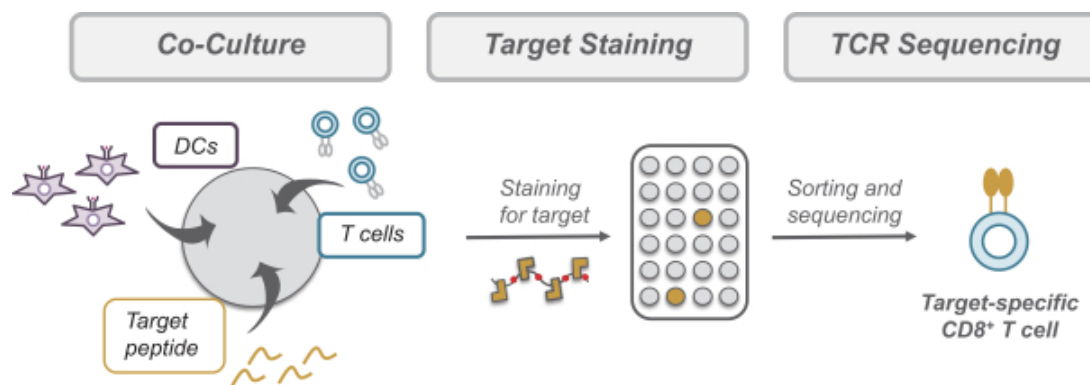 Co-Culture
Target Staining
TCR Sequencing
DCs
T cells
Target
peptide
Staining
for target
Sorting and
sequencing
Target-specific
CD8⁺ T cell